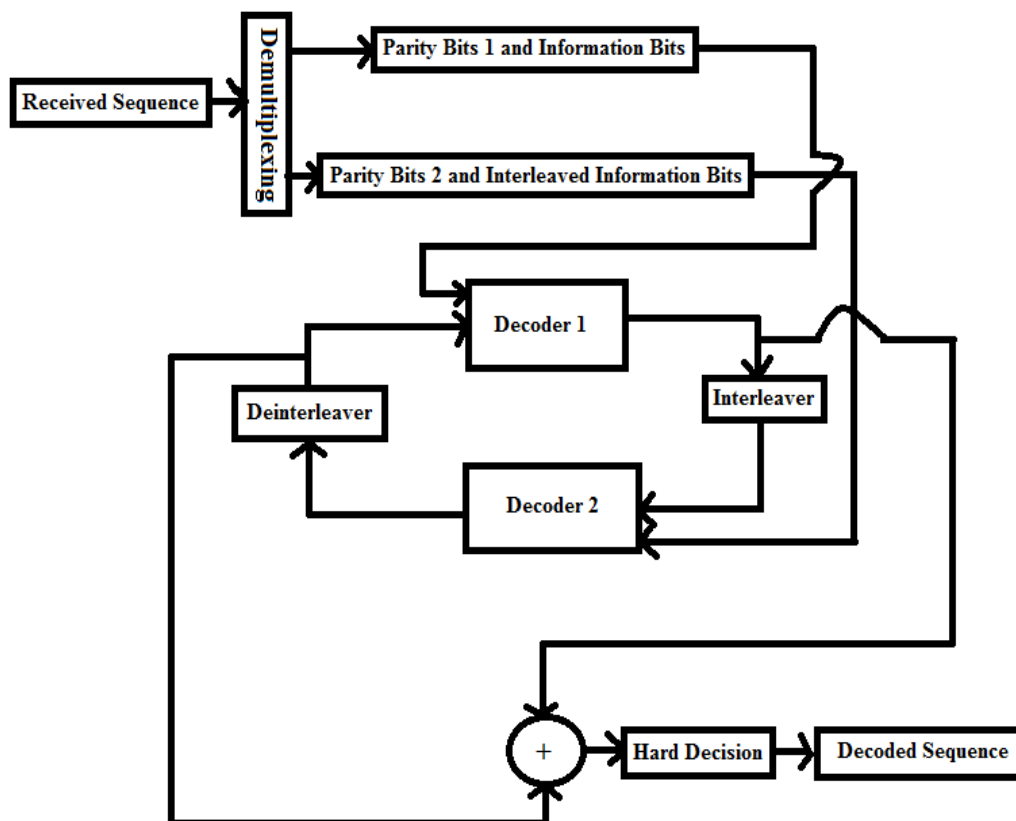 Parity Bits 1 and Information Bits
Received Sequence
Demultiplexing
Parity Bits 2 and Interleaved Information Bits
Decoder 1
Deinterleaver
Interleaver
Decoder 2
+
Hard Decision
Decoded Sequence